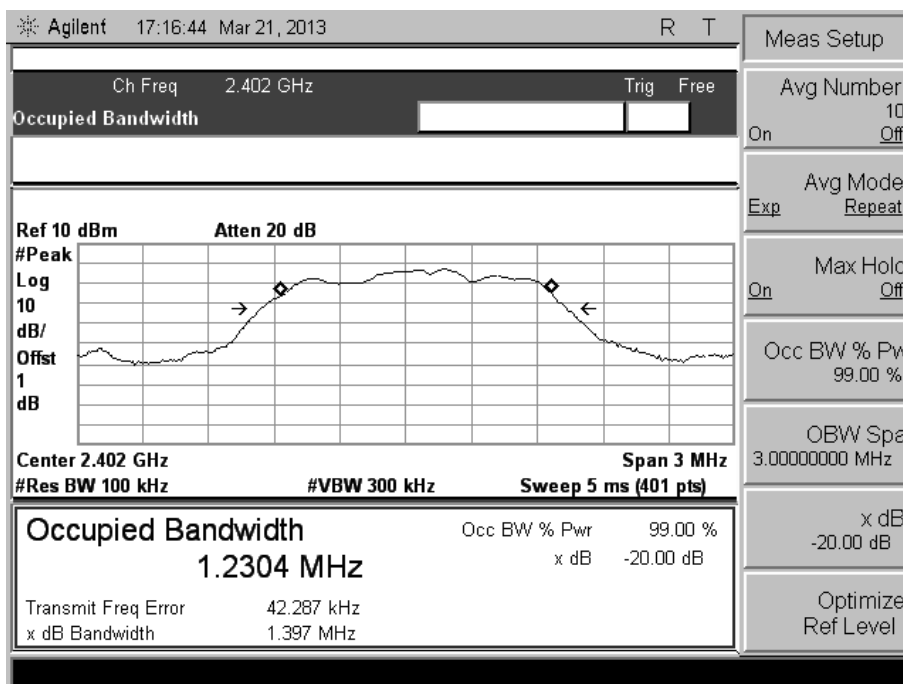 Agilent 17:16:44 Mar 21, 2013 R T
Ch Freq 2.402 GHz Trig Free
Occupied Bandwidth
Ref 10 dBm Atten 20 dB
#Peak
Log
10
dB/
Offst
1
dB
Center 2.402 GHz Span 3 MHz
#Res BW 100 kHz #VBW 300 kHz Sweep 5 ms (401 pts)
Occupied Bandwidth
1.2304 MHz
Occ BW % Pwr 99.00 %
x dB -20.00 dB
Transmit Freq Error 42.287 kHz
x dB Bandwidth 1.397 MHz
Meas Setup
Avg Number
10
On Off
Avg Mode
Exp Repeat
Max Hold
On Off
Occ BW % Pw
99.00 %
OBW Spa
3.00000000 MHz
x dB
-20.00 dB
Optimize
Ref Level